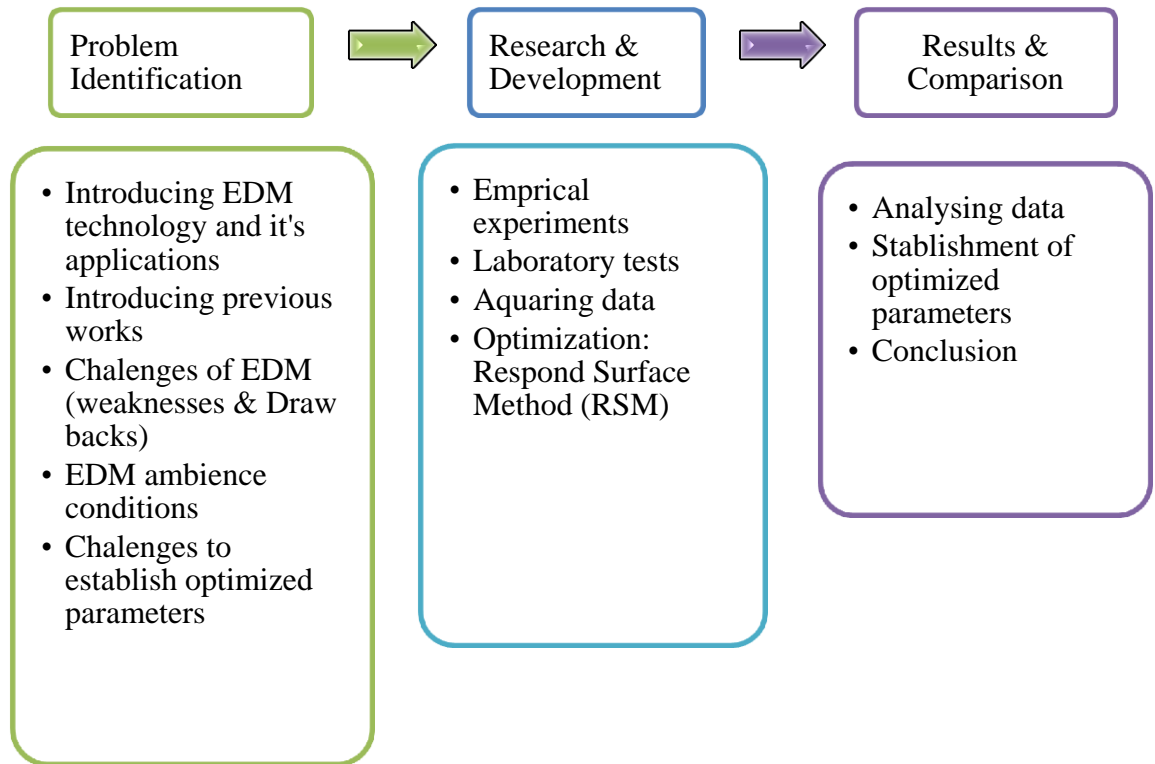 Problem
Identification
Research &
Development
Results &
Comparison
• Introducing EDM
technology and it's
applications
• Introducing previous
works
• Chalenges of EDM
(weaknesses & Draw
backs)
• EDM ambience
conditions
• Chalenges to
establish optimized
parameters
• Emprical
experiments
• Laboratory tests
• Aquaring data
• Optimization:
Respond Surface
Method (RSM)
• Analysing data
• Stablishment of
optimized
parameters
• Conclusion